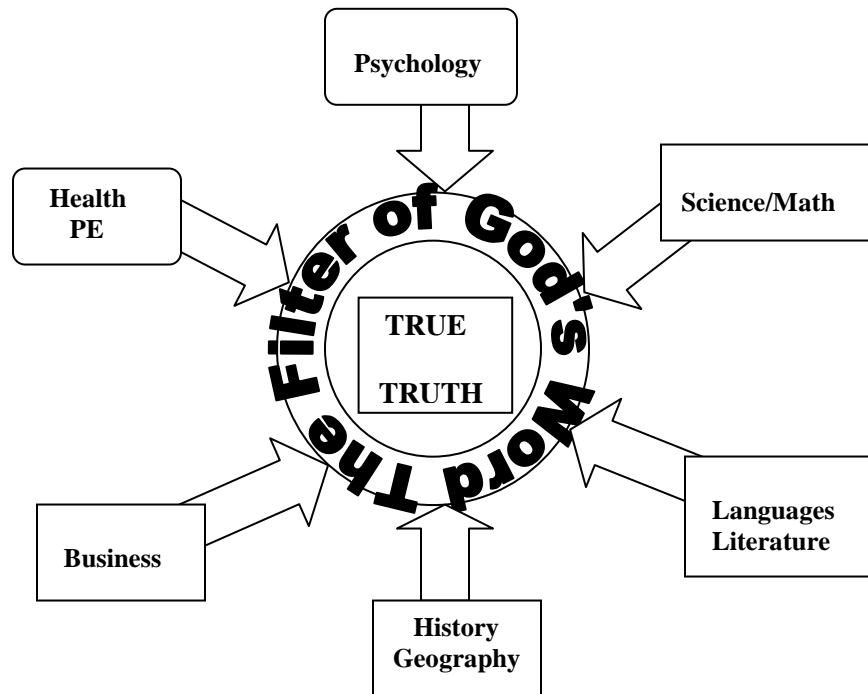 Psychology
Health
PE
Science/Math
The Filter of God's Word
TRUE
TRUTH
Business
Languages
Literature
History
Geography